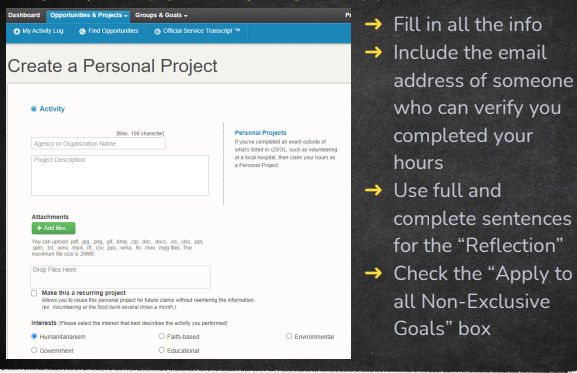 Dashboard Opportunities & Projects Groups & Goals
My Activity Log Find Opportunities Official Service Transcript ™
Create a Personal Project
Activity
[Max. 100 character]
Agency or Organization Name
Project Description
Personal Projects
If you've completed an event outside of
what's listed in x2VOL, such as volunteering
at a local hospital, then claim your hours as
a Personal Project.
Attachments
+ Add files...
You can upload .pdf, .jpg, .png, .gif, .bmp, .zip, .doc, .docx, .xls, .xlsx, .ppt,
.pptx, .txt, .wmv, .mp4, .rtf, .csv, .pps, .wma, .flv, .mov, .mpg files. The
maximum file size is 20MB.
Drop Files Here
Make this a recurring project
Allows you to reuse this personal project for future claims without reentering the information.
(ex. Volunteering at the food bank several times a month.)
Interests (Please select the interest that best describes the activity you performed)
Humanitarianism Faith-based Environmental
Government Educational
→ Fill in all the info
→ Include the email
address of someone
who can verify you
completed your
hours
→ Use full and
complete sentences
for the “Reflection”
→ Check the “Apply to
all Non-Exclusive
Goals” box